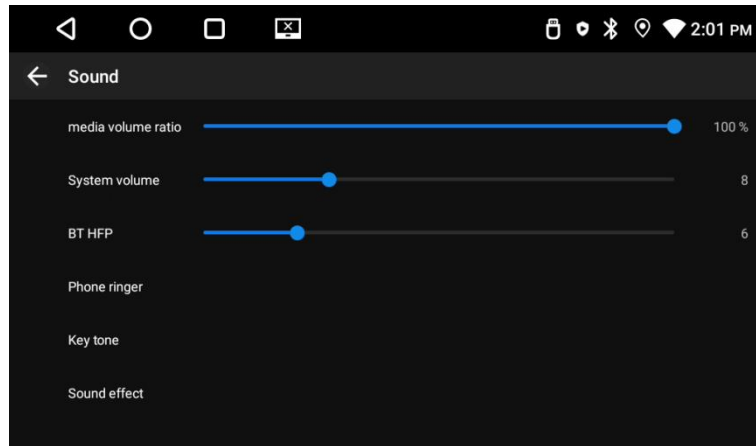 2:01 PM
Sound
media volume ratio 100 %
System volume 8
BT HFP 6
Phone ringer
Key tone
Sound effect